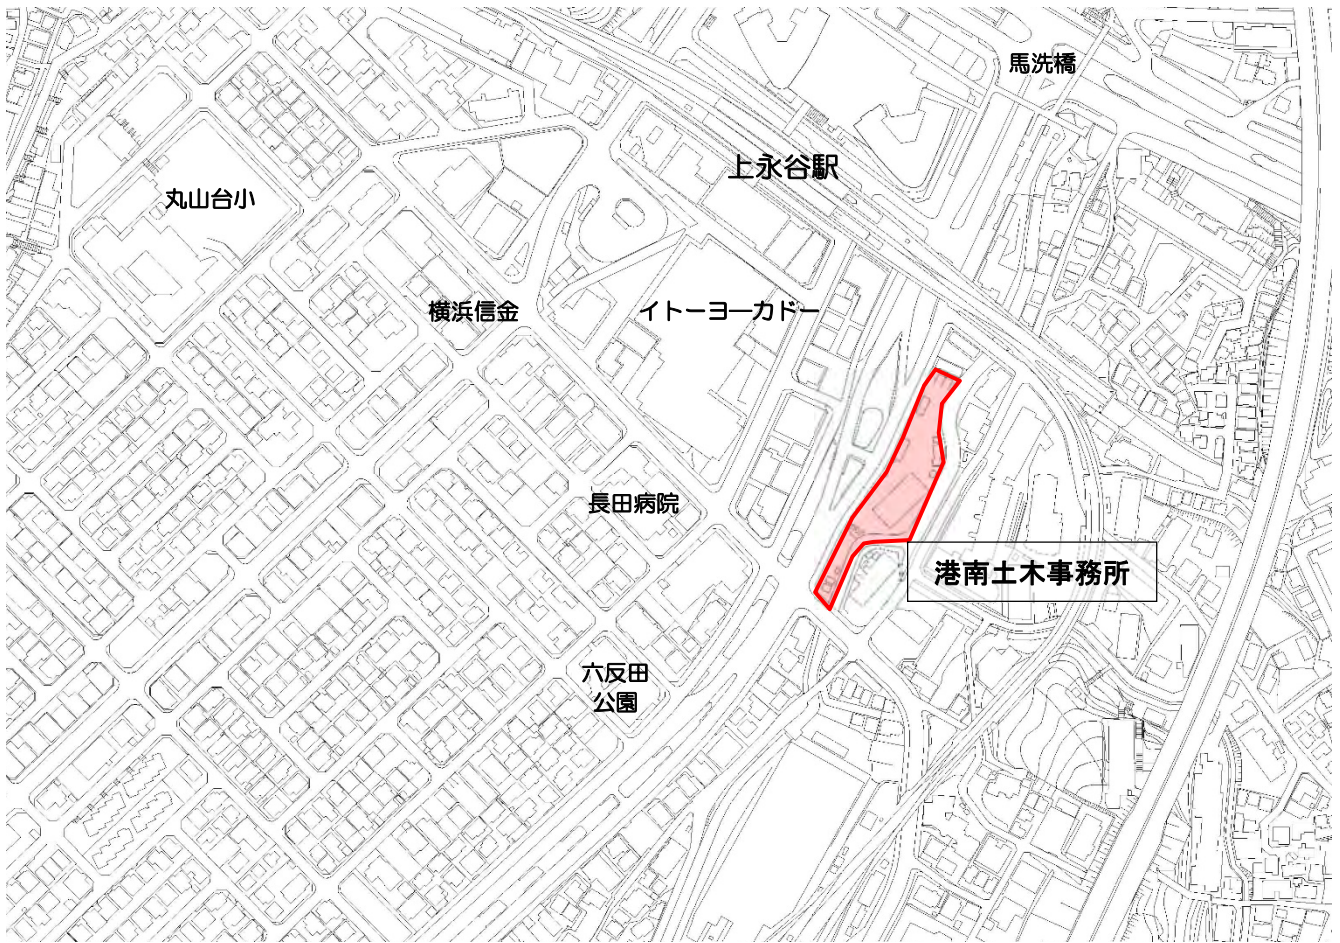 馬洗橋
上永谷駅
丸山台小
横浜信金
イトーヨーカドー
長田病院
港南土木事務所
六反田
公園